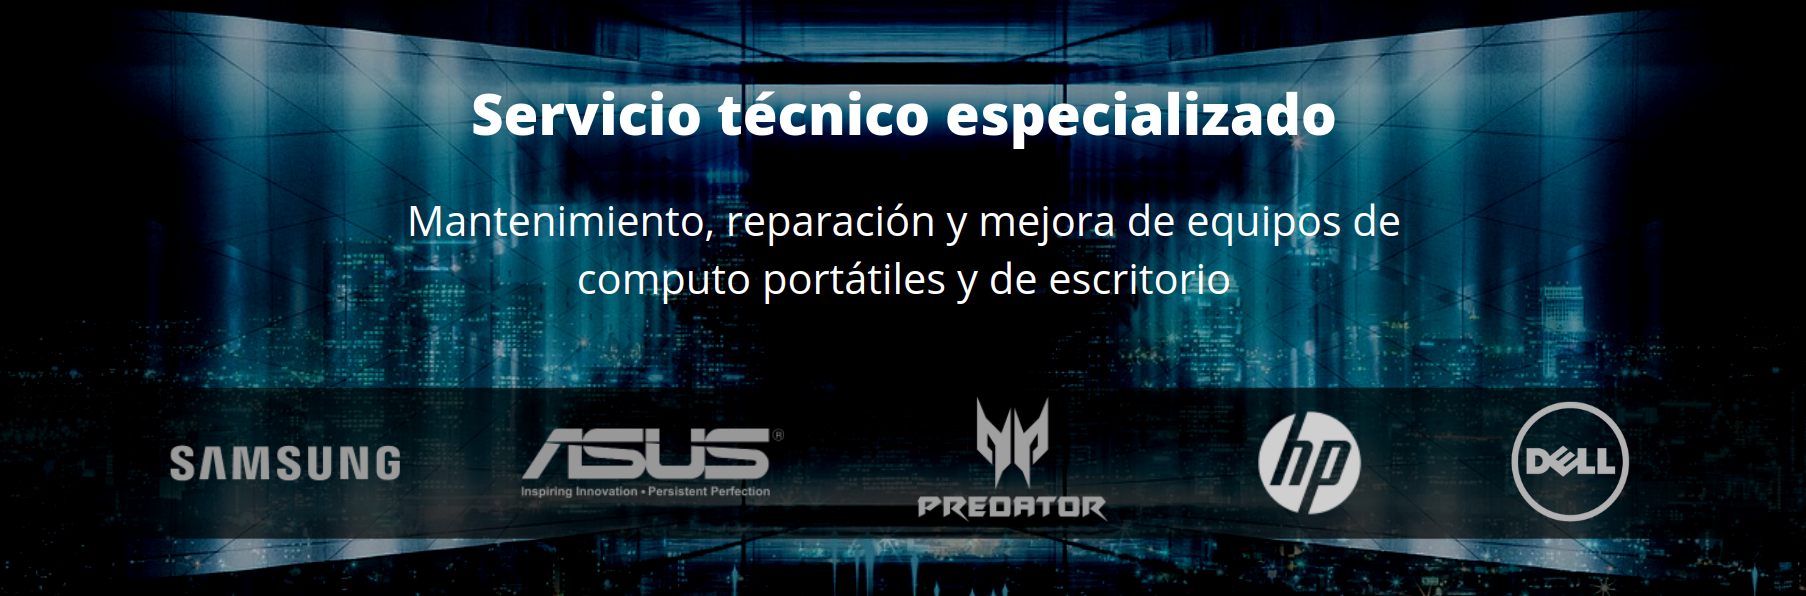 Servicio técnico especializado
Mantenimiento, reparación y mejora de equipos de
computo portátiles y de escritorio
SAMSUNG
ASUS®
Inspiring Innovation • Persistent Perfection
PREDATOR
hp
DELL